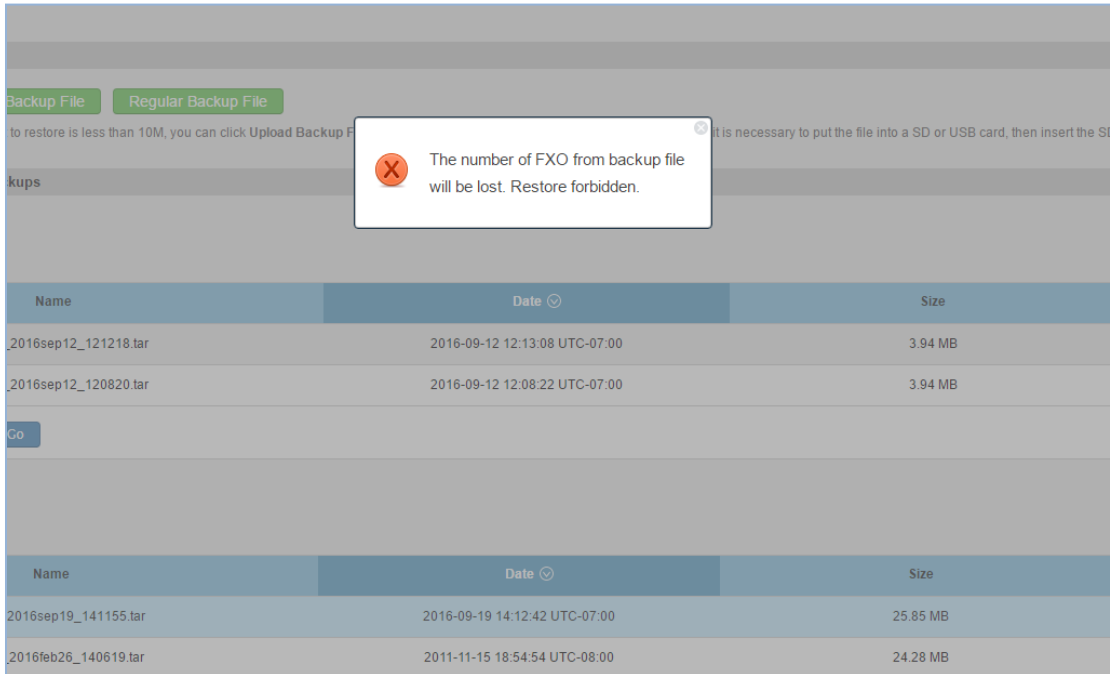 Backup File Regular Backup File
to restore is less than 10M, you can click Upload Backup F it is necessary to put the file into a SD or USB card, then insert the SD
The number of FXO from backup file
will be lost. Restore forbidden.
kups
Name Date Size
_2016sep12_121218.tar 2016-09-12 12:13:08 UTC-07:00 3.94 MB
_2016sep12_120820.tar 2016-09-12 12:08:22 UTC-07:00 3.94 MB
Go
Name Date Size
2016sep19_141155.tar 2016-09-19 14:12:42 UTC-07:00 25.85 MB
_2016feb26_140619.tar 2011-11-15 18:54:54 UTC-08:00 24.28 MB